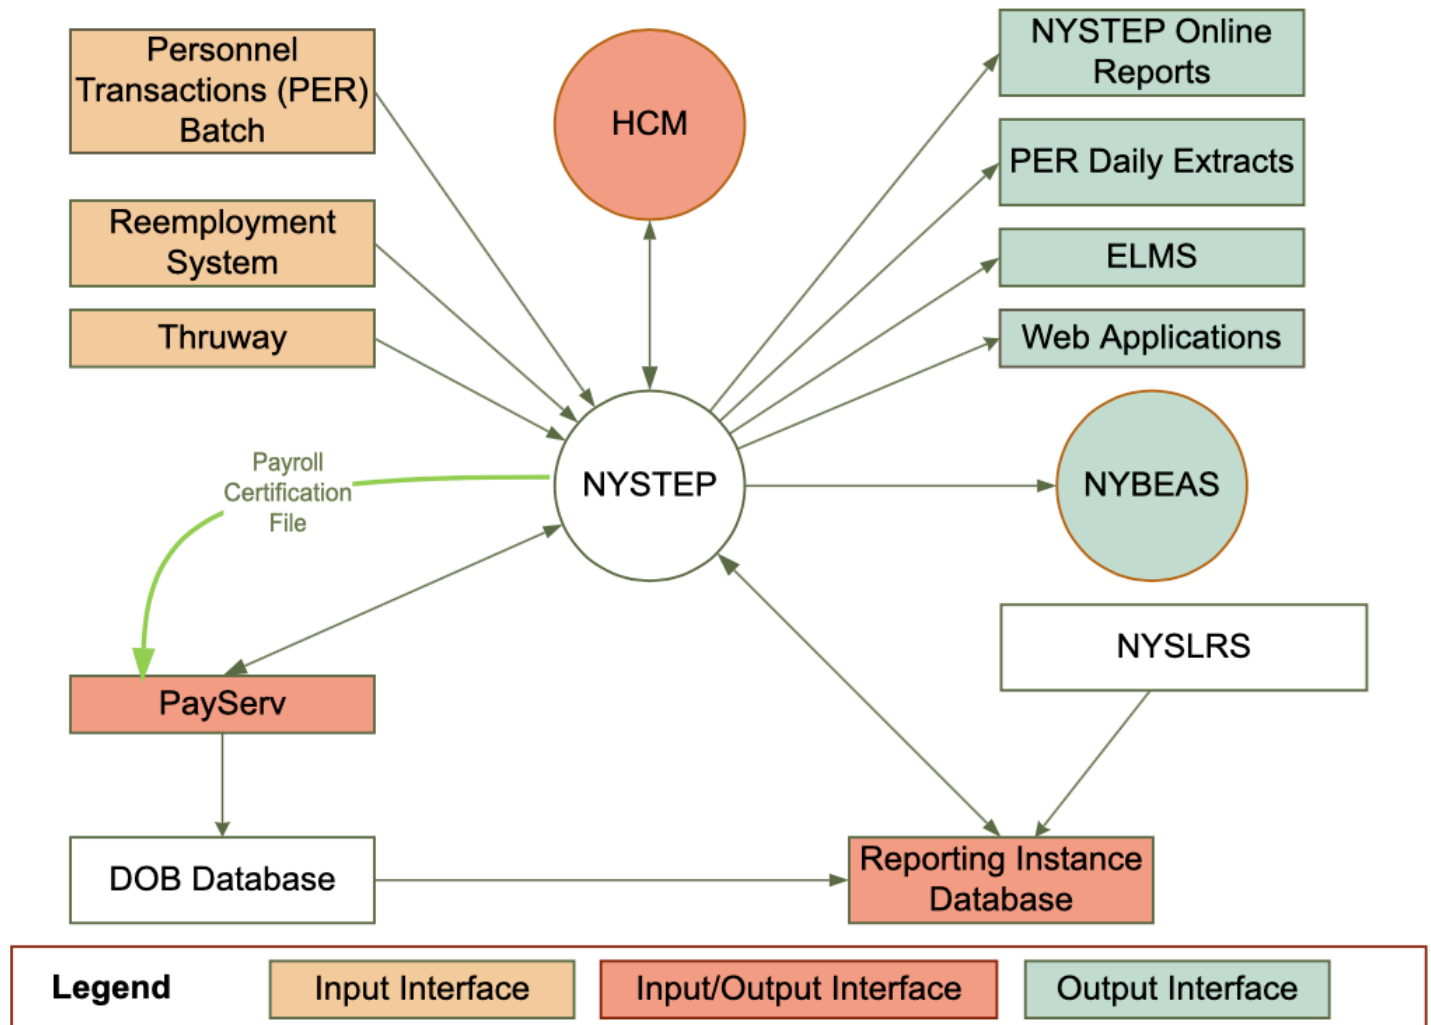 Personnel
Transactions (PER)
Batch
HCM
NYSTEP Online
Reports
PER Daily Extracts
Reemployment
System
ELMS
Thruway
Web Applications
Payroll
Certification
File
NYSTEP
NYBEAS
NYSLRS
PayServ
DOB Database
Reporting Instance
Database
Legend
Input Interface
Input/Output Interface
Output Interface